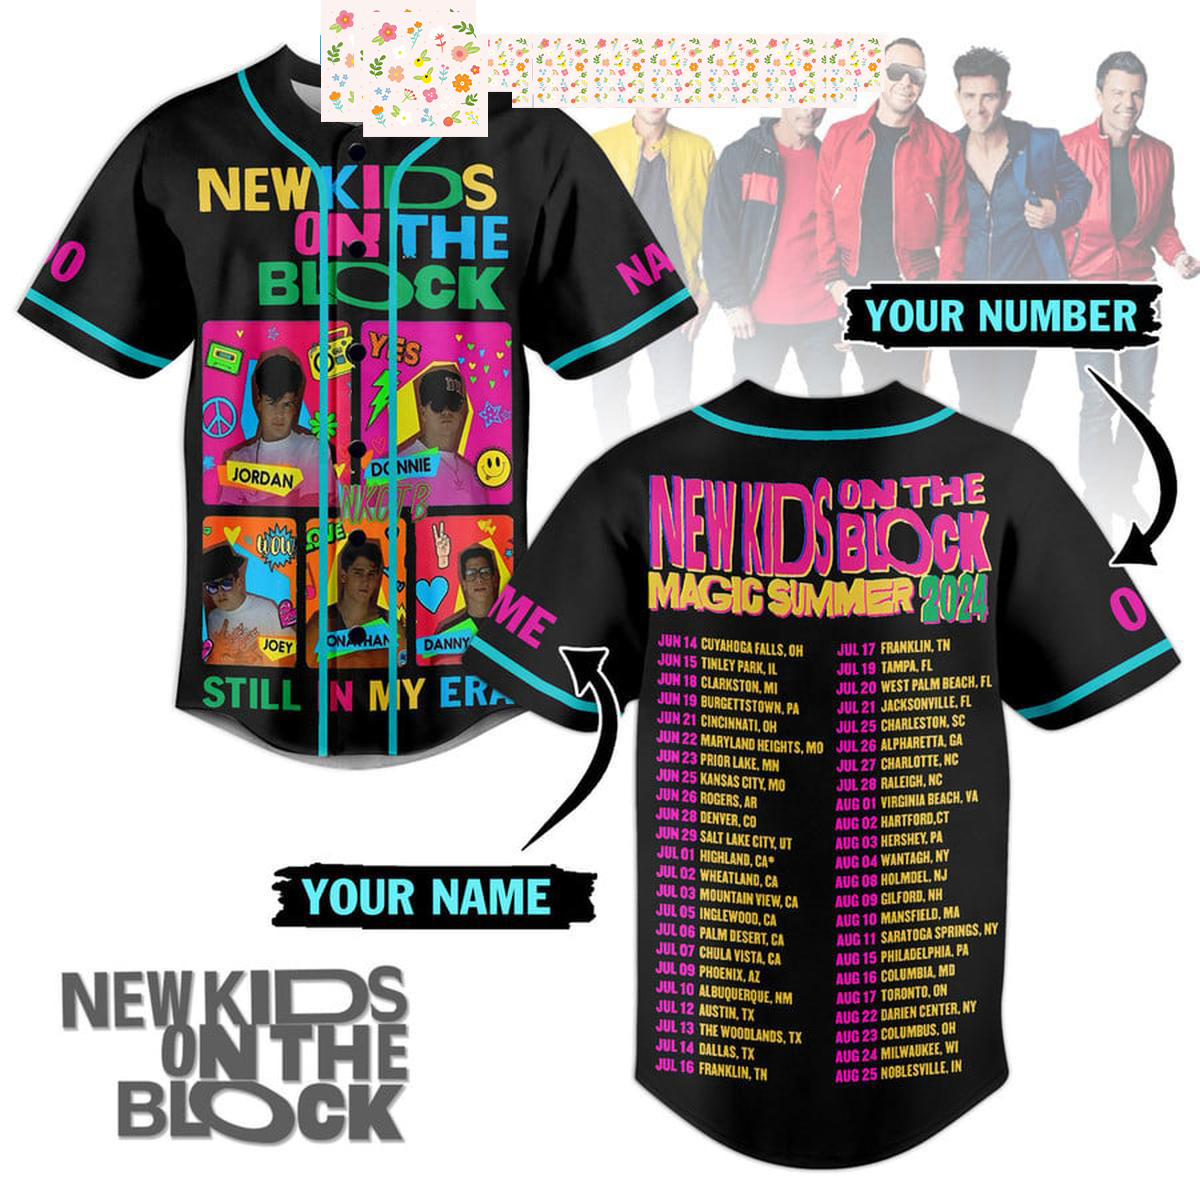 NEW KIDS
ON THE
BLOCK
00
NA
YES
JORDAN
DONNIE
NKOTB
WOW
LOVE
JOEY
JONATHAN
DANNY
STILL IN MY ERA
YOUR NUMBER
NEW KIDS ON THE
BLOCK
MAGIC SUMMER 2024
ME
0
JUN 14 CUYAHOGA FALLS, OH
JUN 15 TINLEY PARK, IL
JUN 18 CLARKSTON, MI
JUN 19 BURGETTSTOWN, PA
JUN 21 CINCINNATI, OH
JUN 22 MARYLAND HEIGHTS, MO
JUN 23 PRIOR LAKE, MN
JUN 25 KANSAS CITY, MO
JUN 26 ROGERS, AR
JUN 28 DENVER, CO
JUN 29 SALT LAKE CITY, UT
JUL 01 HIGHLAND, CA*
JUL 02 WHEATLAND, CA
JUL 03 MOUNTAIN VIEW, CA
JUL 05 INGLEWOOD, CA
JUL 06 PALM DESERT, CA
JUL 07 CHULA VISTA, CA
JUL 09 PHOENIX, AZ
JUL 10 ALBUQUERQUE, NM
JUL 12 AUSTIN, TX
JUL 13 THE WOODLANDS, TX
JUL 14 DALLAS, TX
JUL 16 FRANKLIN, TN
JUL 17 FRANKLIN, TN
JUL 19 TAMPA, FL
JUL 20 WEST PALM BEACH, FL
JUL 21 JACKSONVILLE, FL
JUL 25 CHARLESTON, SC
JUL 26 ALPHARETTA, GA
JUL 27 CHARLOTTE, NC
JUL 28 RALEIGH, NC
AUG 01 VIRGINIA BEACH, VA
AUG 02 HARTFORD,CT
AUG 03 HERSHEY, PA
AUG 04 WANTAGH, NY
AUG 08 HOLMDEL, NJ
AUG 09 GILFORD, NH
AUG 10 MANSFIELD, MA
AUG 11 SARATOGA SPRINGS, NY
AUG 15 PHILADELPHIA, PA
AUG 16 COLUMBIA, MD
AUG 17 TORONTO, ON
AUG 22 DARIEN CENTER, NY
AUG 23 COLUMBUS, OH
AUG 24 MILWAUKEE, WI
AUG 25 NOBLESVILLE, IN
YOUR NAME
NEW KIDS
ON THE
BLOCK